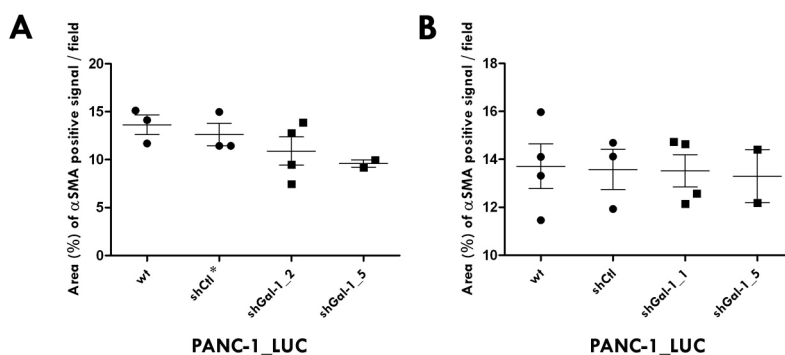 A
Area (%) of αSMA positive signal / field
20
15
10
5
0
wt
shCtl*
shGal-1_2
shGal-1_5
PANC-1_LUC
B
Area (%) of αSMA positive signal / field
18
16
14
12
10
wt
shCtl
shGal-1_1
shGal-1_5
PANC-1_LUC